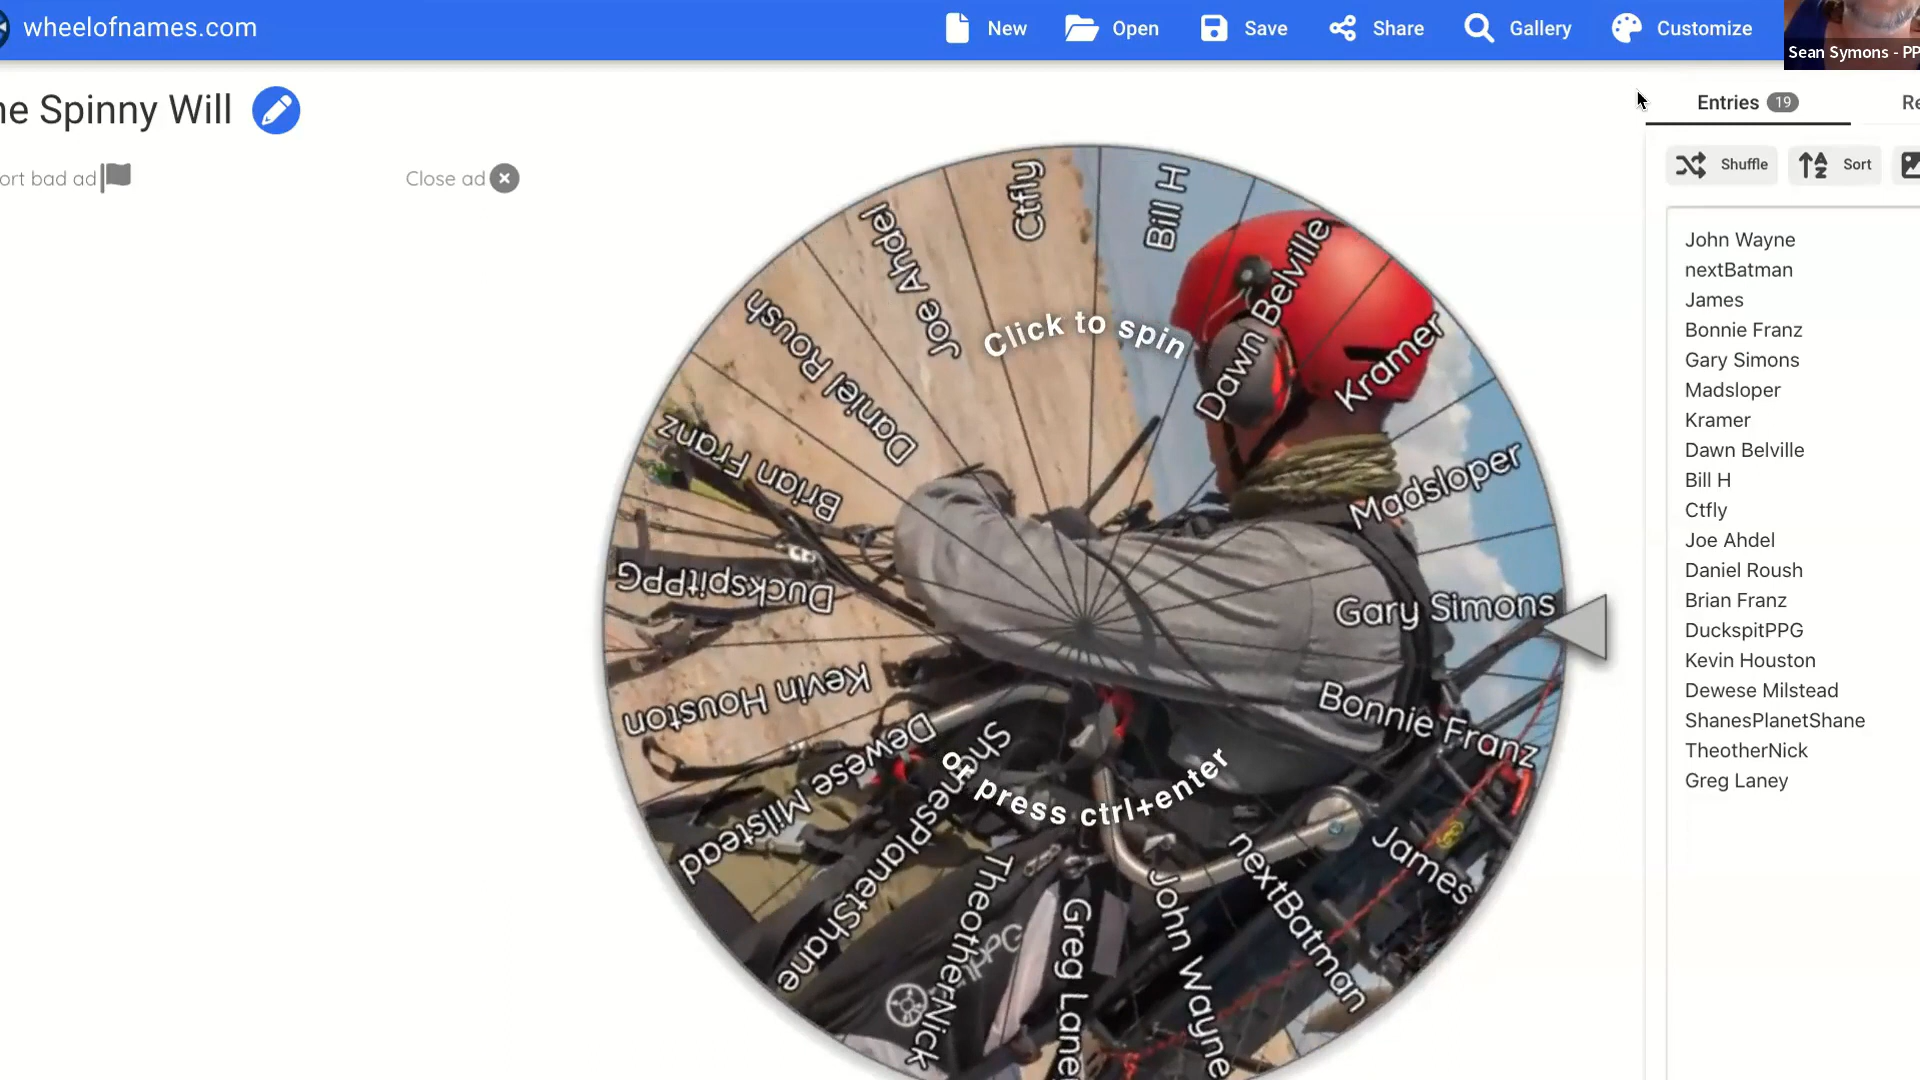 wheelofnames.com
New
Open
Save
Share
Gallery
Customize
Sean Symons - PP
ne Spinny Will
Entries 19
Re
ort bad ad
Close ad
Shuffle
Sort
Ctfly
Bill H
Joe Ahdel
Dawn Belville
Daniel Roush
Click to spin
Kramer
Brian Franz
Madsloper
DuckspitPPG
Gary Simons
Kevin Houston
Bonnie Franz
Dewese Milstead
ShanesPlanetShane
or press ctrl+enter
James
nextBatman
TheotherNick
Greg Laney
John Wayne
John Wayne
nextBatman
James
Bonnie Franz
Gary Simons
Madsloper
Kramer
Dawn Belville
Bill H
Ctfly
Joe Ahdel
Daniel Roush
Brian Franz
DuckspitPPG
Kevin Houston
Dewese Milstead
ShanesPlanetShane
TheotherNick
Greg Laney